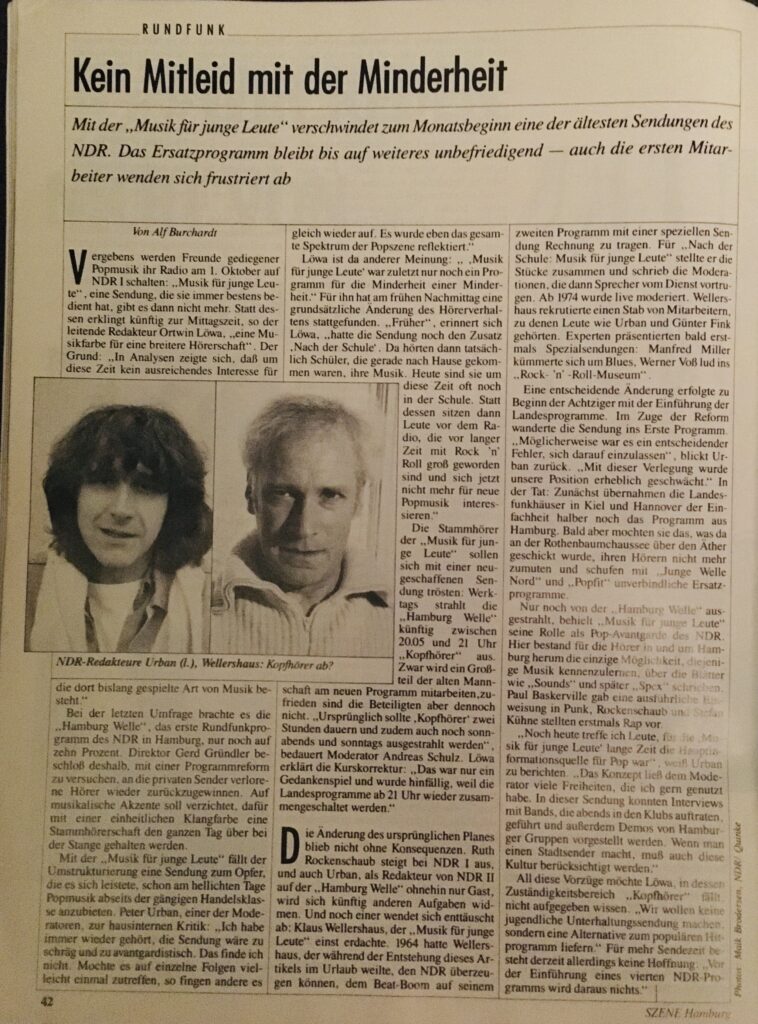 RUNDFUNK
Kein Mitleid mit der Minderheit
Mit der „Musik für junge Leute“ verschwindet zum Monatsbeginn eine der ältesten Sendungen des
NDR. Das Ersatzprogramm bleibt bis auf weiteres unbefriedigend — auch die ersten Mitar-
beiter wenden sich frustriert ab
Von Alf Burchardt
Vergebens werden Freunde gediegener
Popmusik ihr Radio am 1. Oktober auf
NDR I schalten: „Musik für junge Leu-
te“, eine Sendung, die sie immer bestens be-
dient hat, gibt es dann nicht mehr. Statt des-
sen erklingt künftig zur Mittagszeit, so der
leitende Redakteur Ortwin Löwa, „eine Mu-
sikfarbe für eine breitere Hörerschaft“. Der
Grund: „In Analysen zeigte sich, daß um
diese Zeit kein ausreichendes Interesse für
NDR-Redakteure Urban (l.), Wellershaus: Kopfhörer ab?
die dort bislang gespielte Art von Musik be-
steht.“
Bei der letzten Umfrage brachte es die
„Hamburg Welle“, das erste Rundfunkpro-
gramm des NDR in Hamburg, nur noch auf
zehn Prozent. Direktor Gerd Gründler be-
schloß deshalb, mit einer Programmreform
zu versuchen, an die privaten Sender verlore-
ne Hörer wieder zurückzugewinnen. Auf
musikalische Akzente soll verzichtet, dafür
mit einer einheitlichen Klangfarbe eine
Stammhörerschaft den ganzen Tag über bei
der Stange gehalten werden.
Mit der „Musik für junge Leute“ fällt der
Umstrukturierung eine Sendung zum Opfer,
die es sich leistete, schon am hellichten Tage
Popmusik abseits der gängigen Handelsklas-
se anzubieten. Peter Urban, einer der Mode-
ratoren, zur hausinternen Kritik: „Ich habe
immer wieder gehört, die Sendung wäre zu
schräg und zu avantgardistisch. Das finde ich
nicht. Mochte es auf einzelne Folgen viel-
leicht einmal zutreffen, so fingen andere es
gleich wieder auf. Es wurde eben das gesam-
te Spektrum der Popszene reflektiert.“
Löwa ist da anderer Meinung: „‚Musik
für junge Leute‘ war zuletzt nur noch ein Pro-
gramm für die Minderheit einer Minder-
heit.“ Für ihn hat am frühen Nachmittag eine
grundsätzliche Änderung des Hörerverhal-
tens stattgefunden. „Früher“, erinnert sich
Löwa, „hatte die Sendung noch den Zusatz
‚Nach der Schule‘. Da hörten dann tatsäch-
lich Schüler, die gerade nach Hause gekom-
men waren, ihre Musik. Heute sind sie um
diese Zeit oft noch
in der Schule. Statt
dessen sitzen dann
Leute vor dem Ra-
dio, die vor langer
Zeit mit Rock 'n'
Roll groß geworden
sind und sich jetzt
nicht mehr für neue
Popmusik interes-
sieren.“
Die Stammhörer
der „Musik für jun-
ge Leute“ sollen
sich mit einer neu-
geschaffenen Sen-
dung trösten: Werk-
tags strahlt die
„Hamburg Welle“
künftig zwischen
20.05 und 21 Uhr
„Kopfhörer“ aus.
Zwar wird ein Groß-
teil der alten Mann-
schaft am neuen Programm mitarbeiten, zu-
frieden sind die Beteiligten aber dennoch
nicht. „Ursprünglich sollte ‚Kopfhörer‘ zwei
Stunden dauern und zudem auch noch sonn-
abends und sonntags ausgestrahlt werden“,
bedauert Moderator Andreas Schulz. Löwa
erklärt die Kurskorrektur: „Das war nur ein
Gedankenspiel und wurde hinfällig, weil die
Landesprogramme ab 21 Uhr wieder zusam-
mengeschaltet werden.“
Die Änderung des ursprünglichen Planes
blieb nicht ohne Konsequenzen. Ruth
Rockenschaub steigt bei NDR I aus,
und auch Urban, als Redakteur von NDR II
auf der „Hamburg Welle“ ohnehin nur Gast,
wird sich künftig anderen Aufgaben wid-
men. Und noch einer wendet sich enttäuscht
ab: Klaus Wellershaus, der „Musik für junge
Leute“ einst erdachte. 1964 hatte Wellers-
haus, der während der Entstehung dieses Ar-
tikels im Urlaub weilte, den NDR überzeu-
gen können, dem Beat-Boom auf seinem
zweiten Programm mit einer speziellen Sen-
dung Rechnung zu tragen. Für „Nach der
Schule: Musik für junge Leute“ stellte er die
Stücke zusammen und schrieb die Modera-
tionen, die dann Sprecher vom Dienst vortru-
gen. Ab 1974 wurde live moderiert. Wellers-
haus rekrutierte einen Stab von Mitarbeitern,
zu denen Leute wie Urban und Günter Fink
gehörten. Experten präsentierten bald erst-
mals Spezialsendungen: Manfred Miller
kümmerte sich um Blues, Werner Voß lud ins
„Rock- 'n' -Roll-Museum“.
Eine entscheidende Änderung erfolgte zu
Beginn der Achtziger mit der Einführung der
Landesprogramme. Im Zuge der Reform
wanderte die Sendung ins Erste Programm.
„Möglicherweise war es ein entscheidender
Fehler, sich darauf einzulassen“, blickt Ur-
ban zurück. „Mit dieser Verlegung wurde
unsere Position erheblich geschwächt.“ In
der Tat: Zunächst übernahmen die Landes-
funkhäuser in Kiel und Hannover der Ein-
fachheit halber noch das Programm aus
Hamburg. Bald aber mochten sie das, was da
an der Rothenbaumchaussee über den Äther
geschickt wurde, ihren Hörern nicht mehr
zumuten und schufen mit „Junge Welle
Nord“ und „Popfit“ unverbindliche Ersatz-
programme.
Nur noch von der „Hamburg Welle“ aus-
gestrahlt, behielt „Musik für junge Leute“
seine Rolle als Pop-Avantgarde des NDR.
Hier bestand für die Hörer in und um Ham-
burg herum die einzige Möglichkeit, diejeni-
ge Musik kennenzulernen, über die Blätter
wie „Sounds“ und später „Spex“ schrieben.
Paul Baskerville gab eine ausführliche Ein-
weisung in Punk, Rockenschaub und Stefan
Kühne stellten erstmals Rap vor.
„Noch heute treffe ich Leute, für die ‚Mu-
sik für junge Leute‘ lange Zeit die Hauptin-
formationsquelle für Pop war“, weiß Urban
zu berichten. „Das Konzept ließ dem Mode-
rator viele Freiheiten, die ich gern genutzt
habe. In dieser Sendung konnten Interviews
mit Bands, die abends in den Klubs auftraten,
geführt und außerdem Demos von Hambur-
ger Gruppen vorgestellt werden. Wenn man
einen Stadtsender macht, muß auch diese
Kultur berücksichtigt werden.“
All diese Vorzüge möchte Löwa, in dessen
Zuständigkeitsbereich „Kopfhörer“ fällt,
nicht aufgegeben wissen. „Wir wollen keine
jugendliche Unterhaltungssendung machen,
sondern eine Alternative zum populären Hit-
programm liefern.“ Für mehr Sendezeit be-
steht derzeit allerdings keine Hoffnung: „Vor
der Einführung eines vierten NDR-Pro-
gramms wird daraus nichts.“
Photos: Maik Brodersen, NDR/
42
SZENE Hamburg